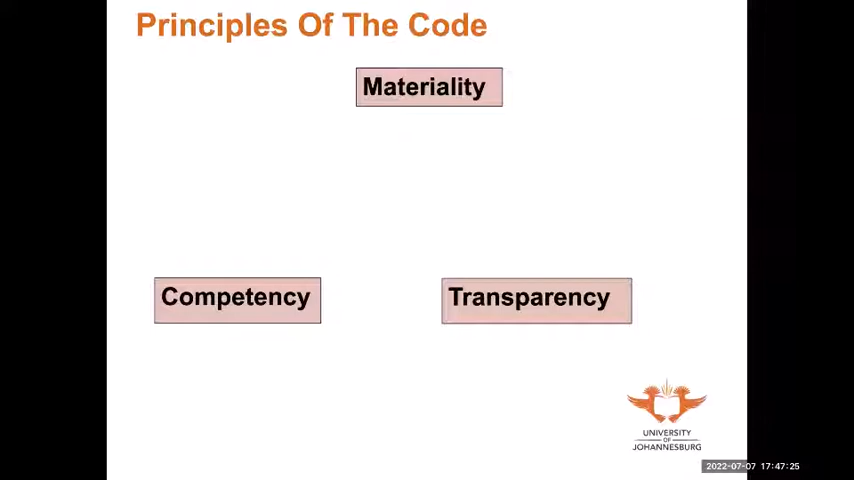 Principles Of The Code
Materiality
Competency
Transparency
UNIVERSITY
OF
JOHANNESBURG
2022-07-07 17:47:25